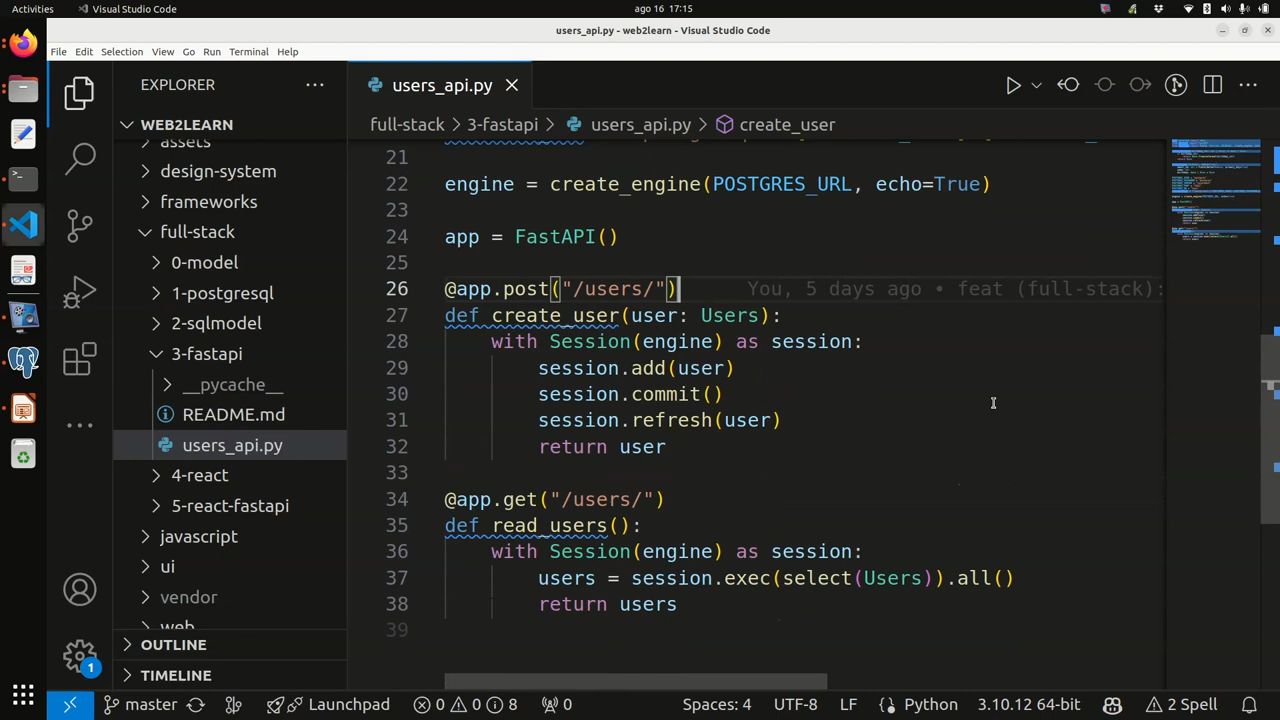 Activities
Visual Studio Code
ago 16 17:15
users_api.py - web2learn - Visual Studio Code
File Edit Selection View Go Run Terminal Help
EXPLORER
WEB2LEARN
assets
design-system
frameworks
full-stack
0-model
1-postgresql
2-sqlmodel
3-fastapi
__pycache__
README.md
users_api.py
4-react
5-react-fastapi
javascript
ui
vendor
web
OUTLINE
TIMELINE
1
users_api.py
full-stack > 3-fastapi > users_api.py > create_user
21
22 engine = create_engine(POSTGRES_URL, echo=True)
23
24 app = FastAPI()
25
26 @app.post("/users/") You, 5 days ago • feat (full-stack):
27 def create_user(user: Users):
28 with Session(engine) as session:
29 session.add(user)
30 session.commit()
31 session.refresh(user)
32 return user
33
34 @app.get("/users/")
35 def read_users():
36 with Session(engine) as session:
37 users = session.exec(select(Users)).all()
38 return users
39
master Launchpad 0 0 8 0 Spaces: 4 UTF-8 LF Python 3.10.12 64-bit 2 Spell